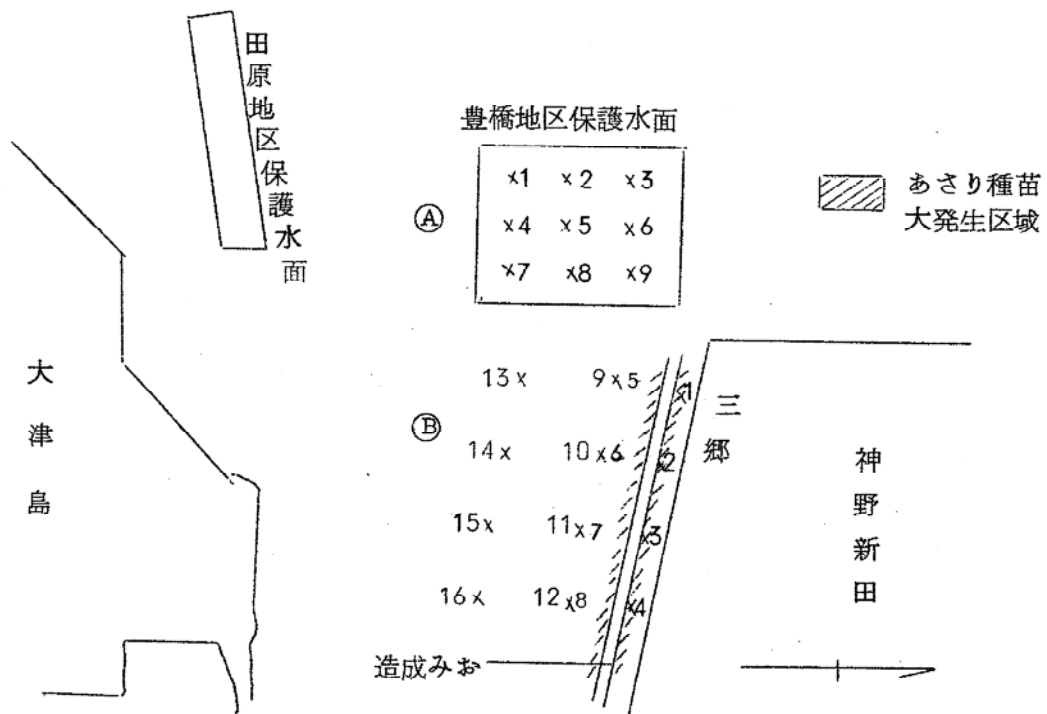 田原地区保護水面
豊橋地区保護水面
×1 ×2 ×3
Ⓐ ×4 ×5 ×6
×7 ×8 ×9
あさり種苗
大発生区域
大津島
Ⓑ
13× 9×5 ×1
14× 10×6 ×2
15× 11×7 ×3
16× 12×8 ×4
三郷
神野新田
造成みお